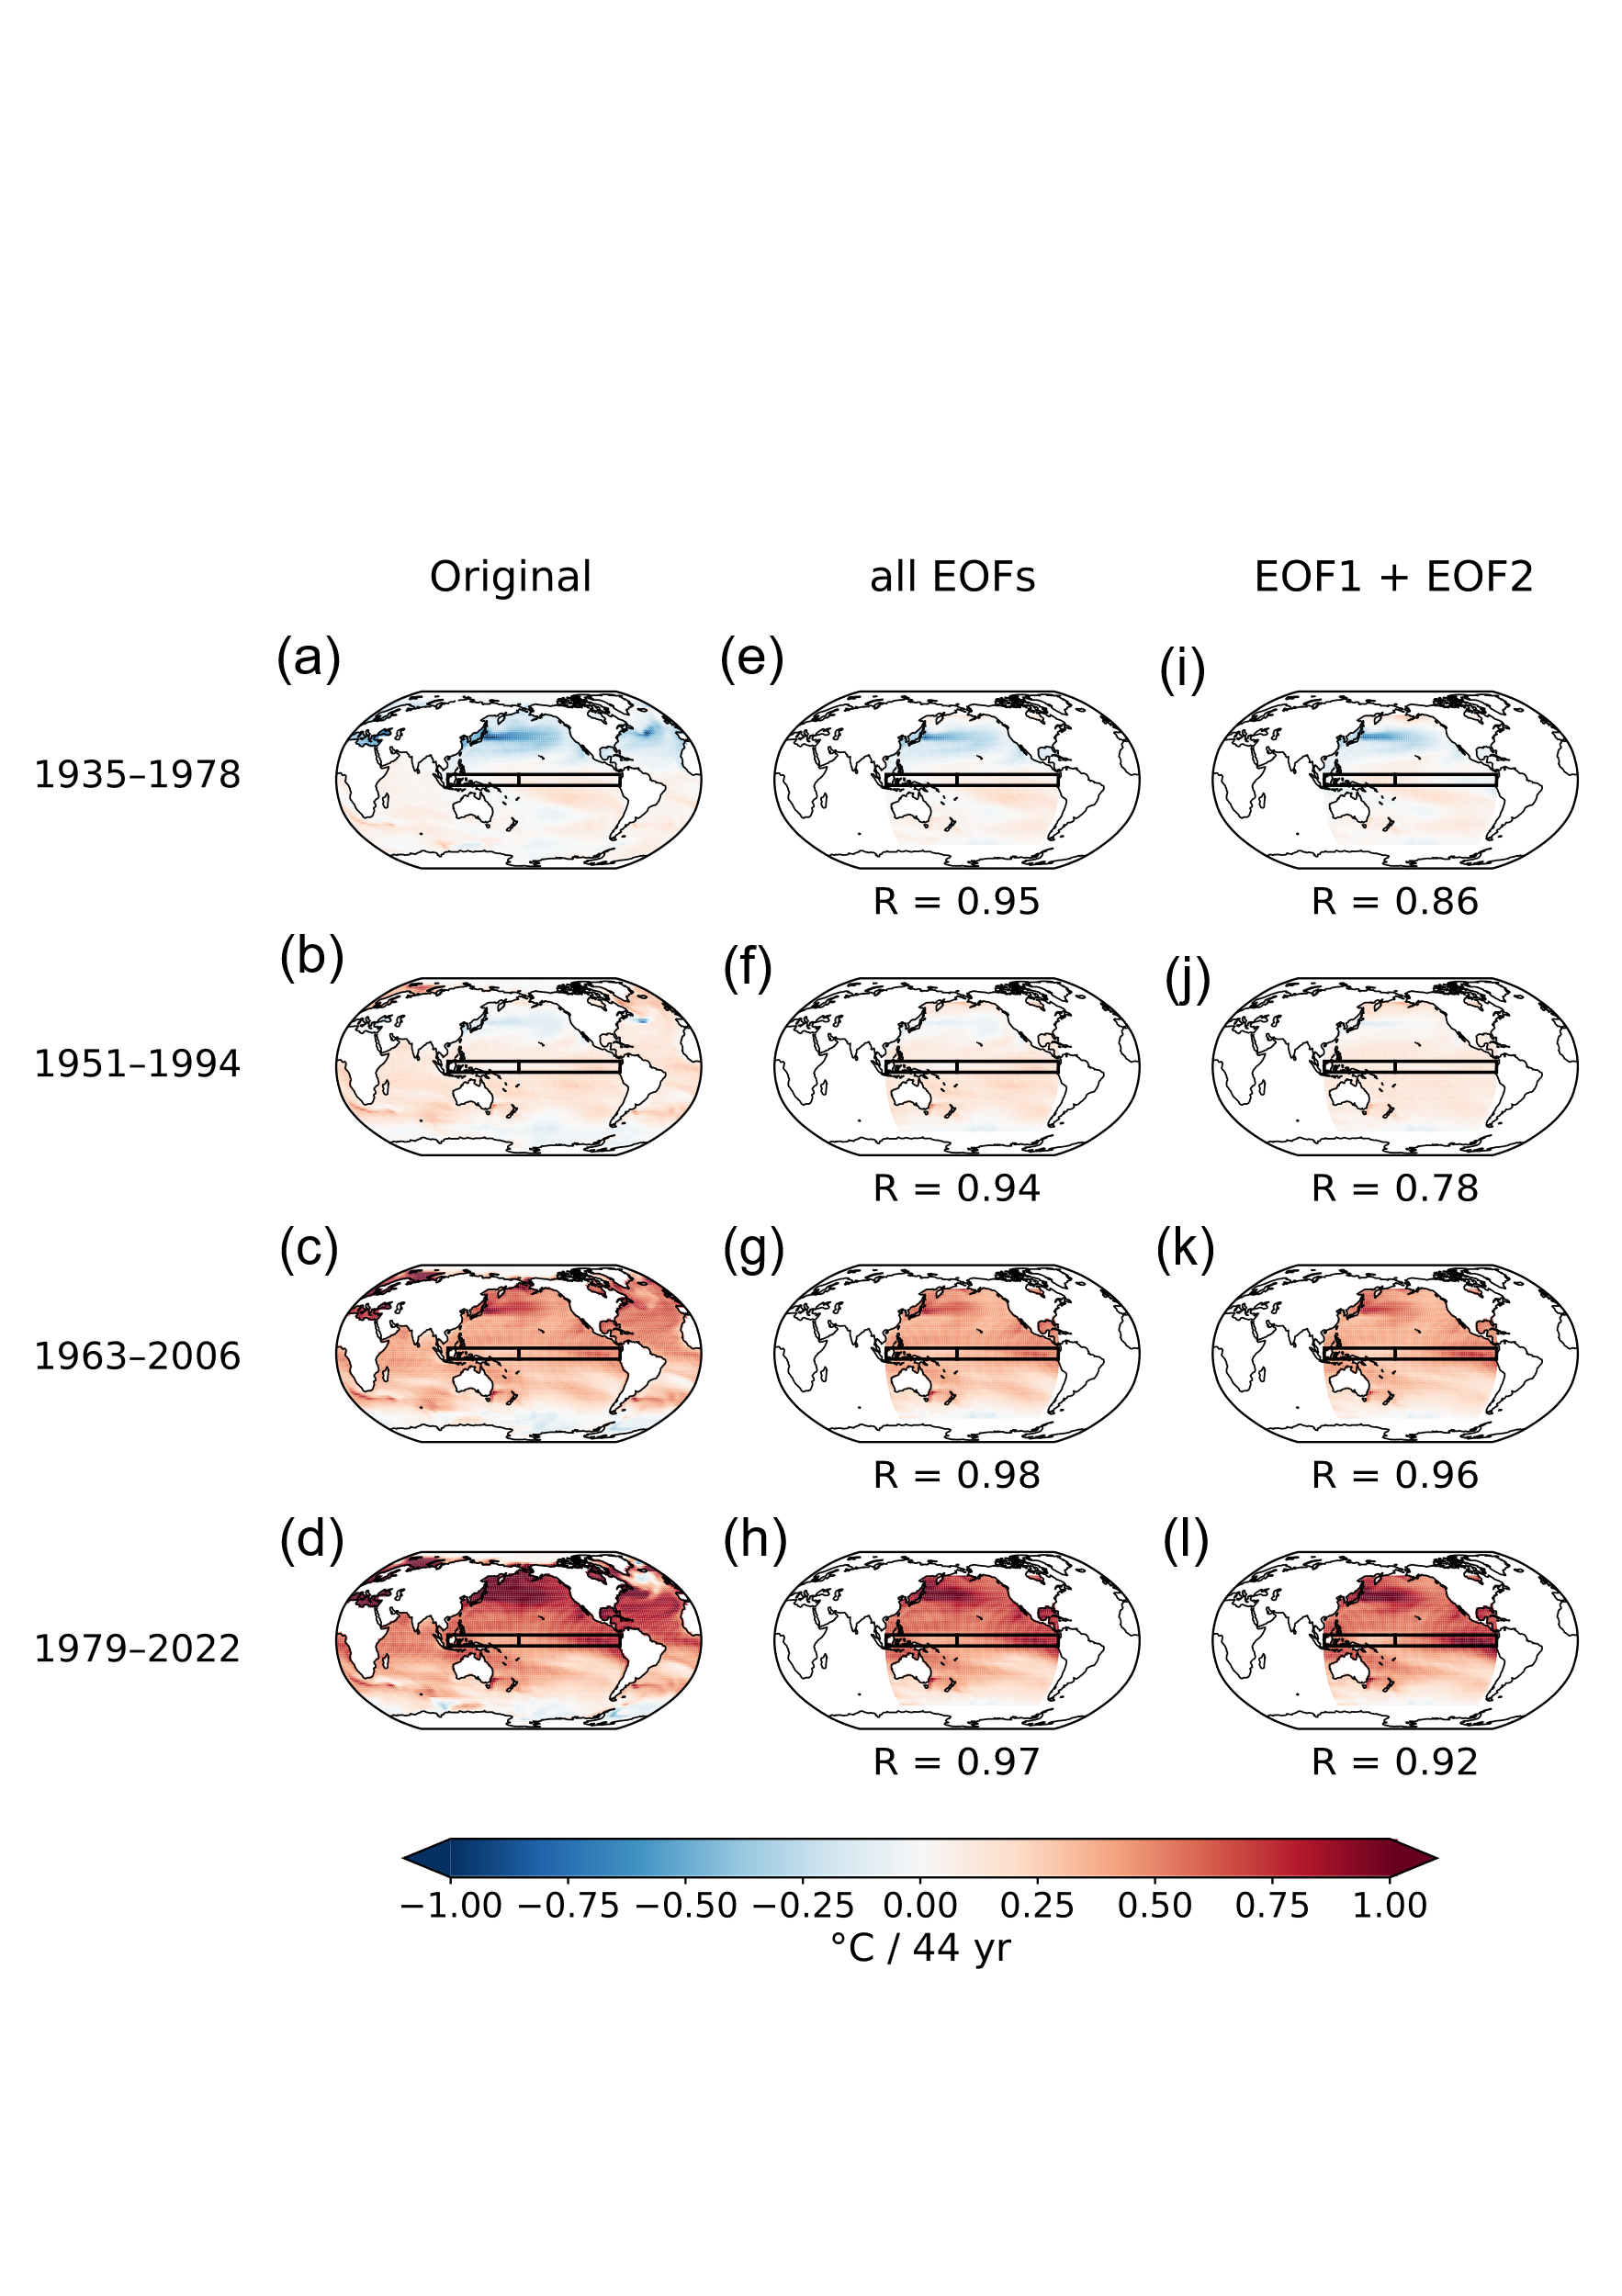 Original all EOFs EOF1 + EOF2
(a) (e) (i)
1935–1978
R = 0.95 R = 0.86
(b) (f) (j)
1951–1994
R = 0.94 R = 0.78
(c) (g) (k)
1963–2006
R = 0.98 R = 0.96
(d) (h) (l)
1979–2022
R = 0.97 R = 0.92
−1.00 −0.75 −0.50 −0.25 0.00 0.25 0.50 0.75 1.00
°C / 44 yr